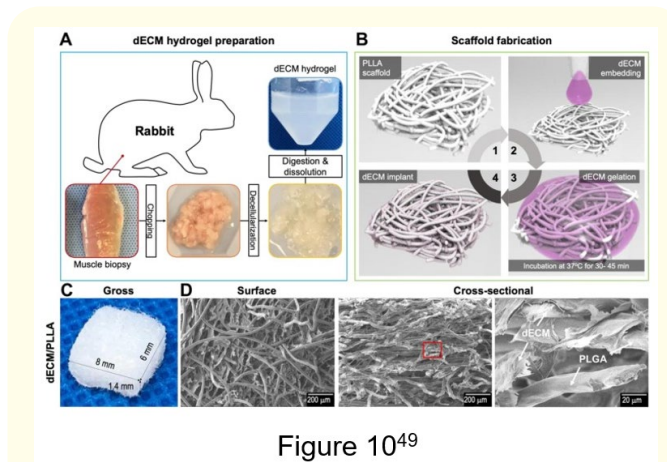 A dECM hydrogel preparation
Rabbit
dECM hydrogel
Digestion &
dissolution
Chopping
Decellularization
Muscle biopsy
B Scaffold fabrication
PLLA
scaffold
dECM
embedding
1 2
4 3
dECM implant
dECM gelation
Incubation at 37°C for 30- 45 min
C Gross
D Surface
Cross-sectional
dECM/PLLA
8 mm
6 mm
1.4 mm
200 μm
200 μm
dECM
PLGA
20 μm
Figure 10⁴⁹